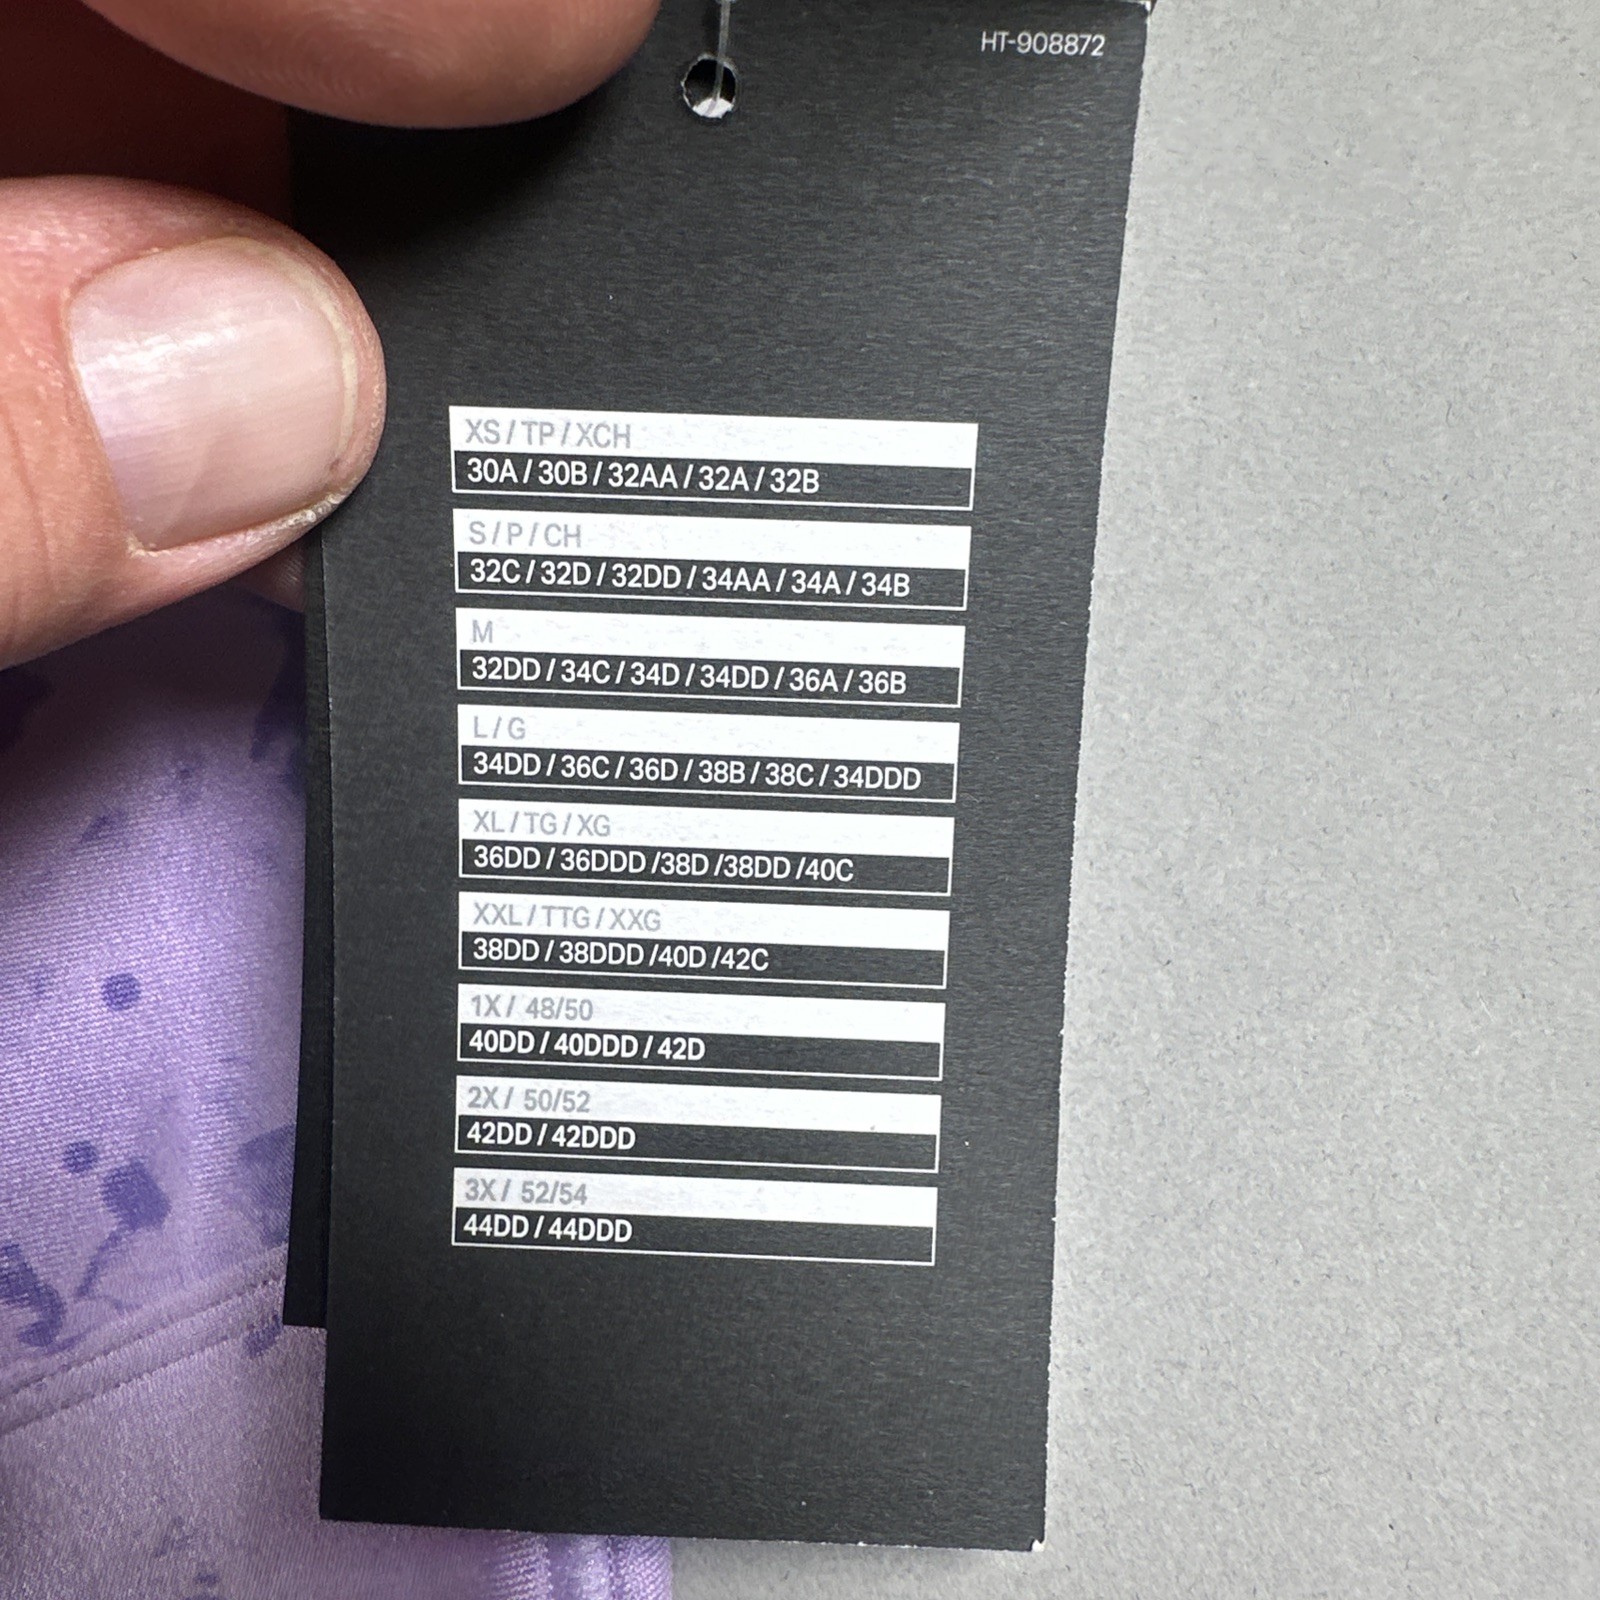 HT-908872
XS / TP / XCH
30A / 30B / 32AA / 32A / 32B
S / P / CH
32C / 32D / 32DD / 34AA / 34A / 34B
M
32DD / 34C / 34D / 34DD / 36A / 36B
L / G
34DD / 36C / 36D / 38B / 38C / 34DDD
XL / TG / XG
36DD / 36DDD /38D /38DD /40C
XXL / TTG / XXG
38DD / 38DDD /40D /42C
1X / 48/50
40DD / 40DDD / 42D
2X / 50/52
42DD / 42DDD
3X / 52/54
44DD / 44DDD